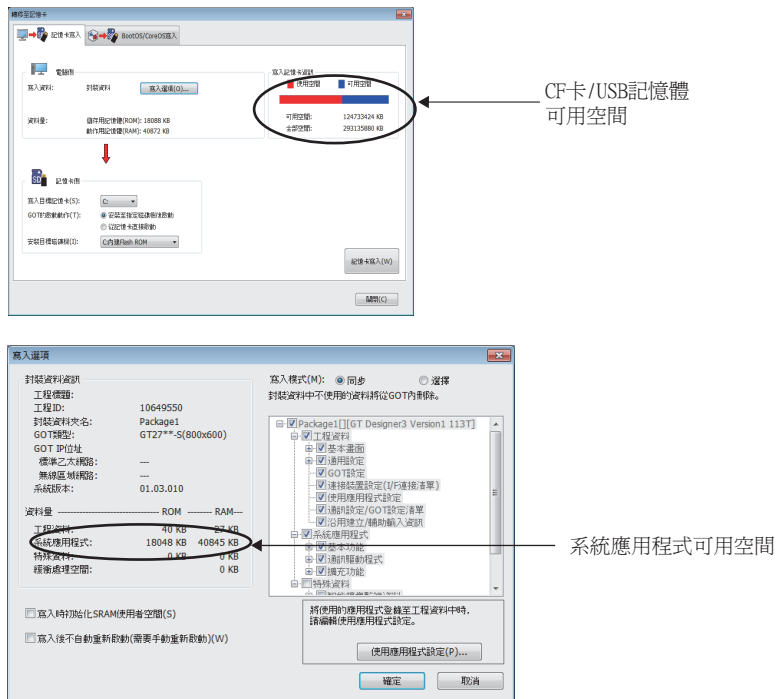 轉移至記憶卡
記憶卡寫入
BootOS/CoreOS寫入
電腦側
寫入資料:
封裝資料
寫入選項(O)...
寫入記憶卡資訊
使用空間
可用空間
可用空間:
124733424 KB
全部空間:
293135880 KB
資料量:
儲存用記憶體(ROM): 18088 KB
動作用記憶體(RAM): 40872 KB
CF卡/USB記憶體
可用空間
記憶卡側
寫入目標記憶卡(S):
C:
GOT的啟動動作(T):
安裝至指定磁碟機後啟動
從記憶卡直接啟動
安裝目標磁碟機(I):
C:內建Flash ROM
記憶卡寫入(W)
關閉(C)
寫入選項
封裝資料資訊
工程標題:
工程ID:
10649550
封裝資料夾名:
Package1
GOT類型:
GT27**-S(800x600)
GOT IP位址
標準乙太網路:
---
無線區域網路:
---
系統版本:
01.03.010
資料量
ROM
RAM
工程資料:
40 KB
27 KB
系統應用程式:
18048 KB
40845 KB
特殊資料:
0 KB
0 KB
緩衝處理空間:
0 KB
寫入時初始化SRAM使用者空間(S)
寫入後不自動重新啟動(需要手動重新啟動)(W)
寫入模式(M):
同步
選擇
封裝資料中不使用的資料將從GOT內刪除。
Package1[][GT Designer3 Version1 113T]
工程資料
基本畫面
通用設定
GOT設定
連接裝置設定(I/F連接清單)
使用應用程式設定
通訊設定/GOT設定清單
沿用建立/輔助輸入資訊
系統應用程式
基本功能
通訊驅動程式
擴充功能
特殊資料
將使用的應用程式登錄至工程資料中時,
請編輯使用應用程式設定。
使用應用程式設定(P)...
確定
取消
系統應用程式可用空間